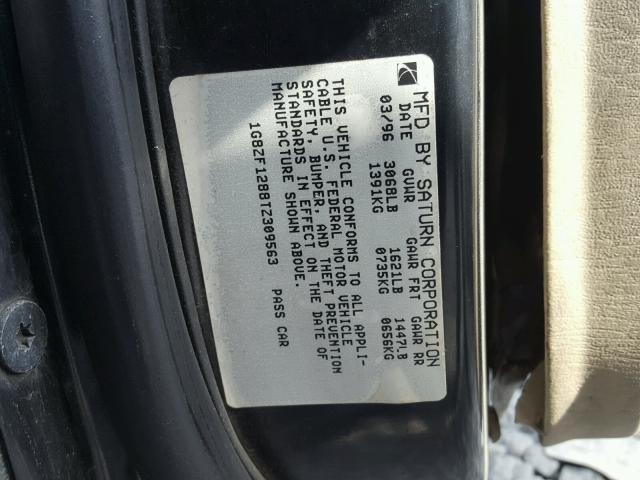 MFD BY SATURN CORPORATION
DATE GVWR GAWR FRT GAWR RR
03/96 3068LB 1621LB 1447LB
1391KG 0735KG 0656KG
THIS VEHICLE CONFORMS TO ALL APPLI-
CABLE U.S. FEDERAL MOTOR VEHICLE
SAFETY, BUMPER, AND THEFT PREVENTION
STANDARDS IN EFFECT ON THE DATE OF
MANUFACTURE SHOWN ABOVE.
1G8ZF1288TZ309563 PASS CAR